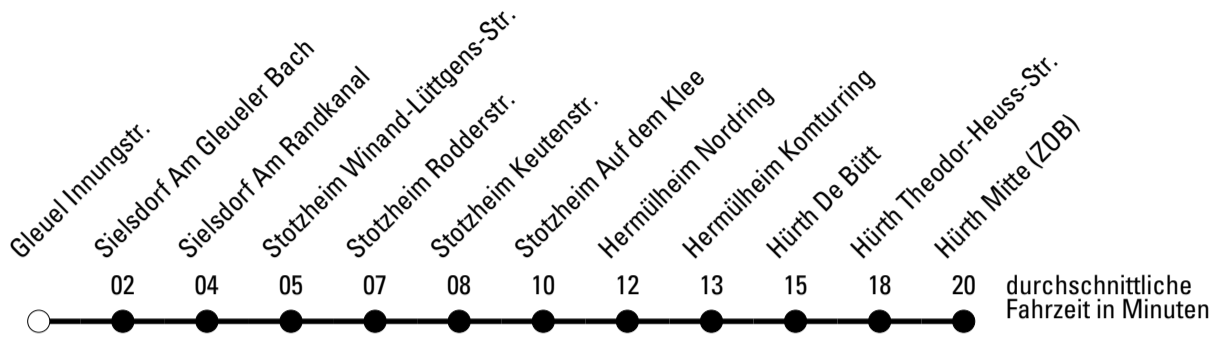 Gleuel Innungstr.
Sielsdorf Am Gleueler Bach
Sielsdorf Am Randkanal
Stotzheim Winand-Lüttgens-Str.
Stotzheim Rodderstr.
Stotzheim Keutenstr.
Stotzheim Auf dem Klee
Hermülheim Nordring
Hermülheim Komturring
Hürth De Bütt
Hürth Theodor-Heuss-Str.
Hürth Mitte (ZOB)
02 04 05 07 08 10 12 13 15 18 20
durchschnittliche
Fahrzeit in Minuten